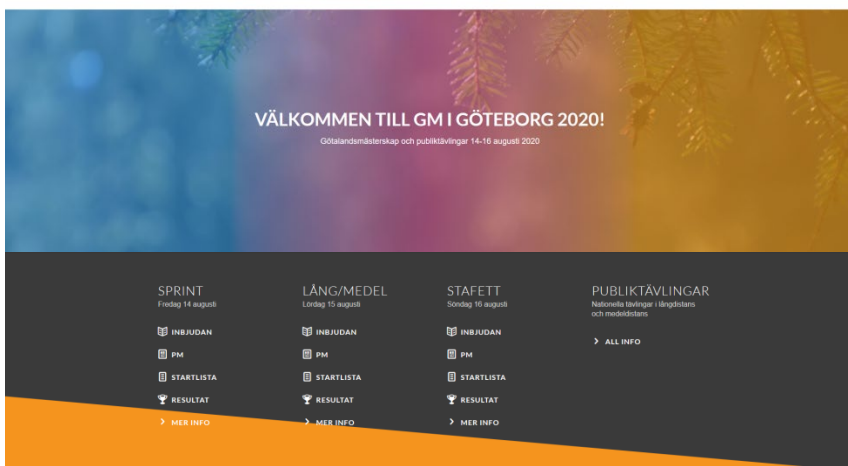 VÄLKOMMEN TILL GM I GÖTEBORG 2020!
Götalandsmästerskap och publiktävlingar 14-16 augusti 2020
SPRINT
Fredag 14 augusti
INBJUDAN
PM
STARTLISTA
RESULTAT
MER INFO
LÅNG/MEDEL
Lördag 15 augusti
INBJUDAN
PM
STARTLISTA
RESULTAT
MER INFO
STAFETT
Söndag 16 augusti
INBJUDAN
PM
STARTLISTA
RESULTAT
MER INFO
PUBLIKTÄVLINGAR
Nationella tävlingar i långdistans
och medeldistans
ALL INFO